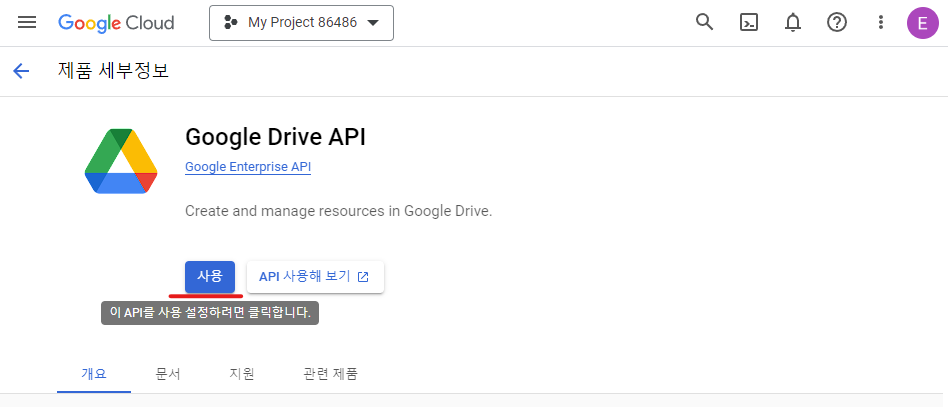 Google Cloud
My Project 86486
E
제품 세부정보
Google Drive API
Google Enterprise API
Create and manage resources in Google Drive.
사용
API 사용해 보기
이 API를 사용 설정하려면 클릭합니다.
개요
문서
지원
관련 제품